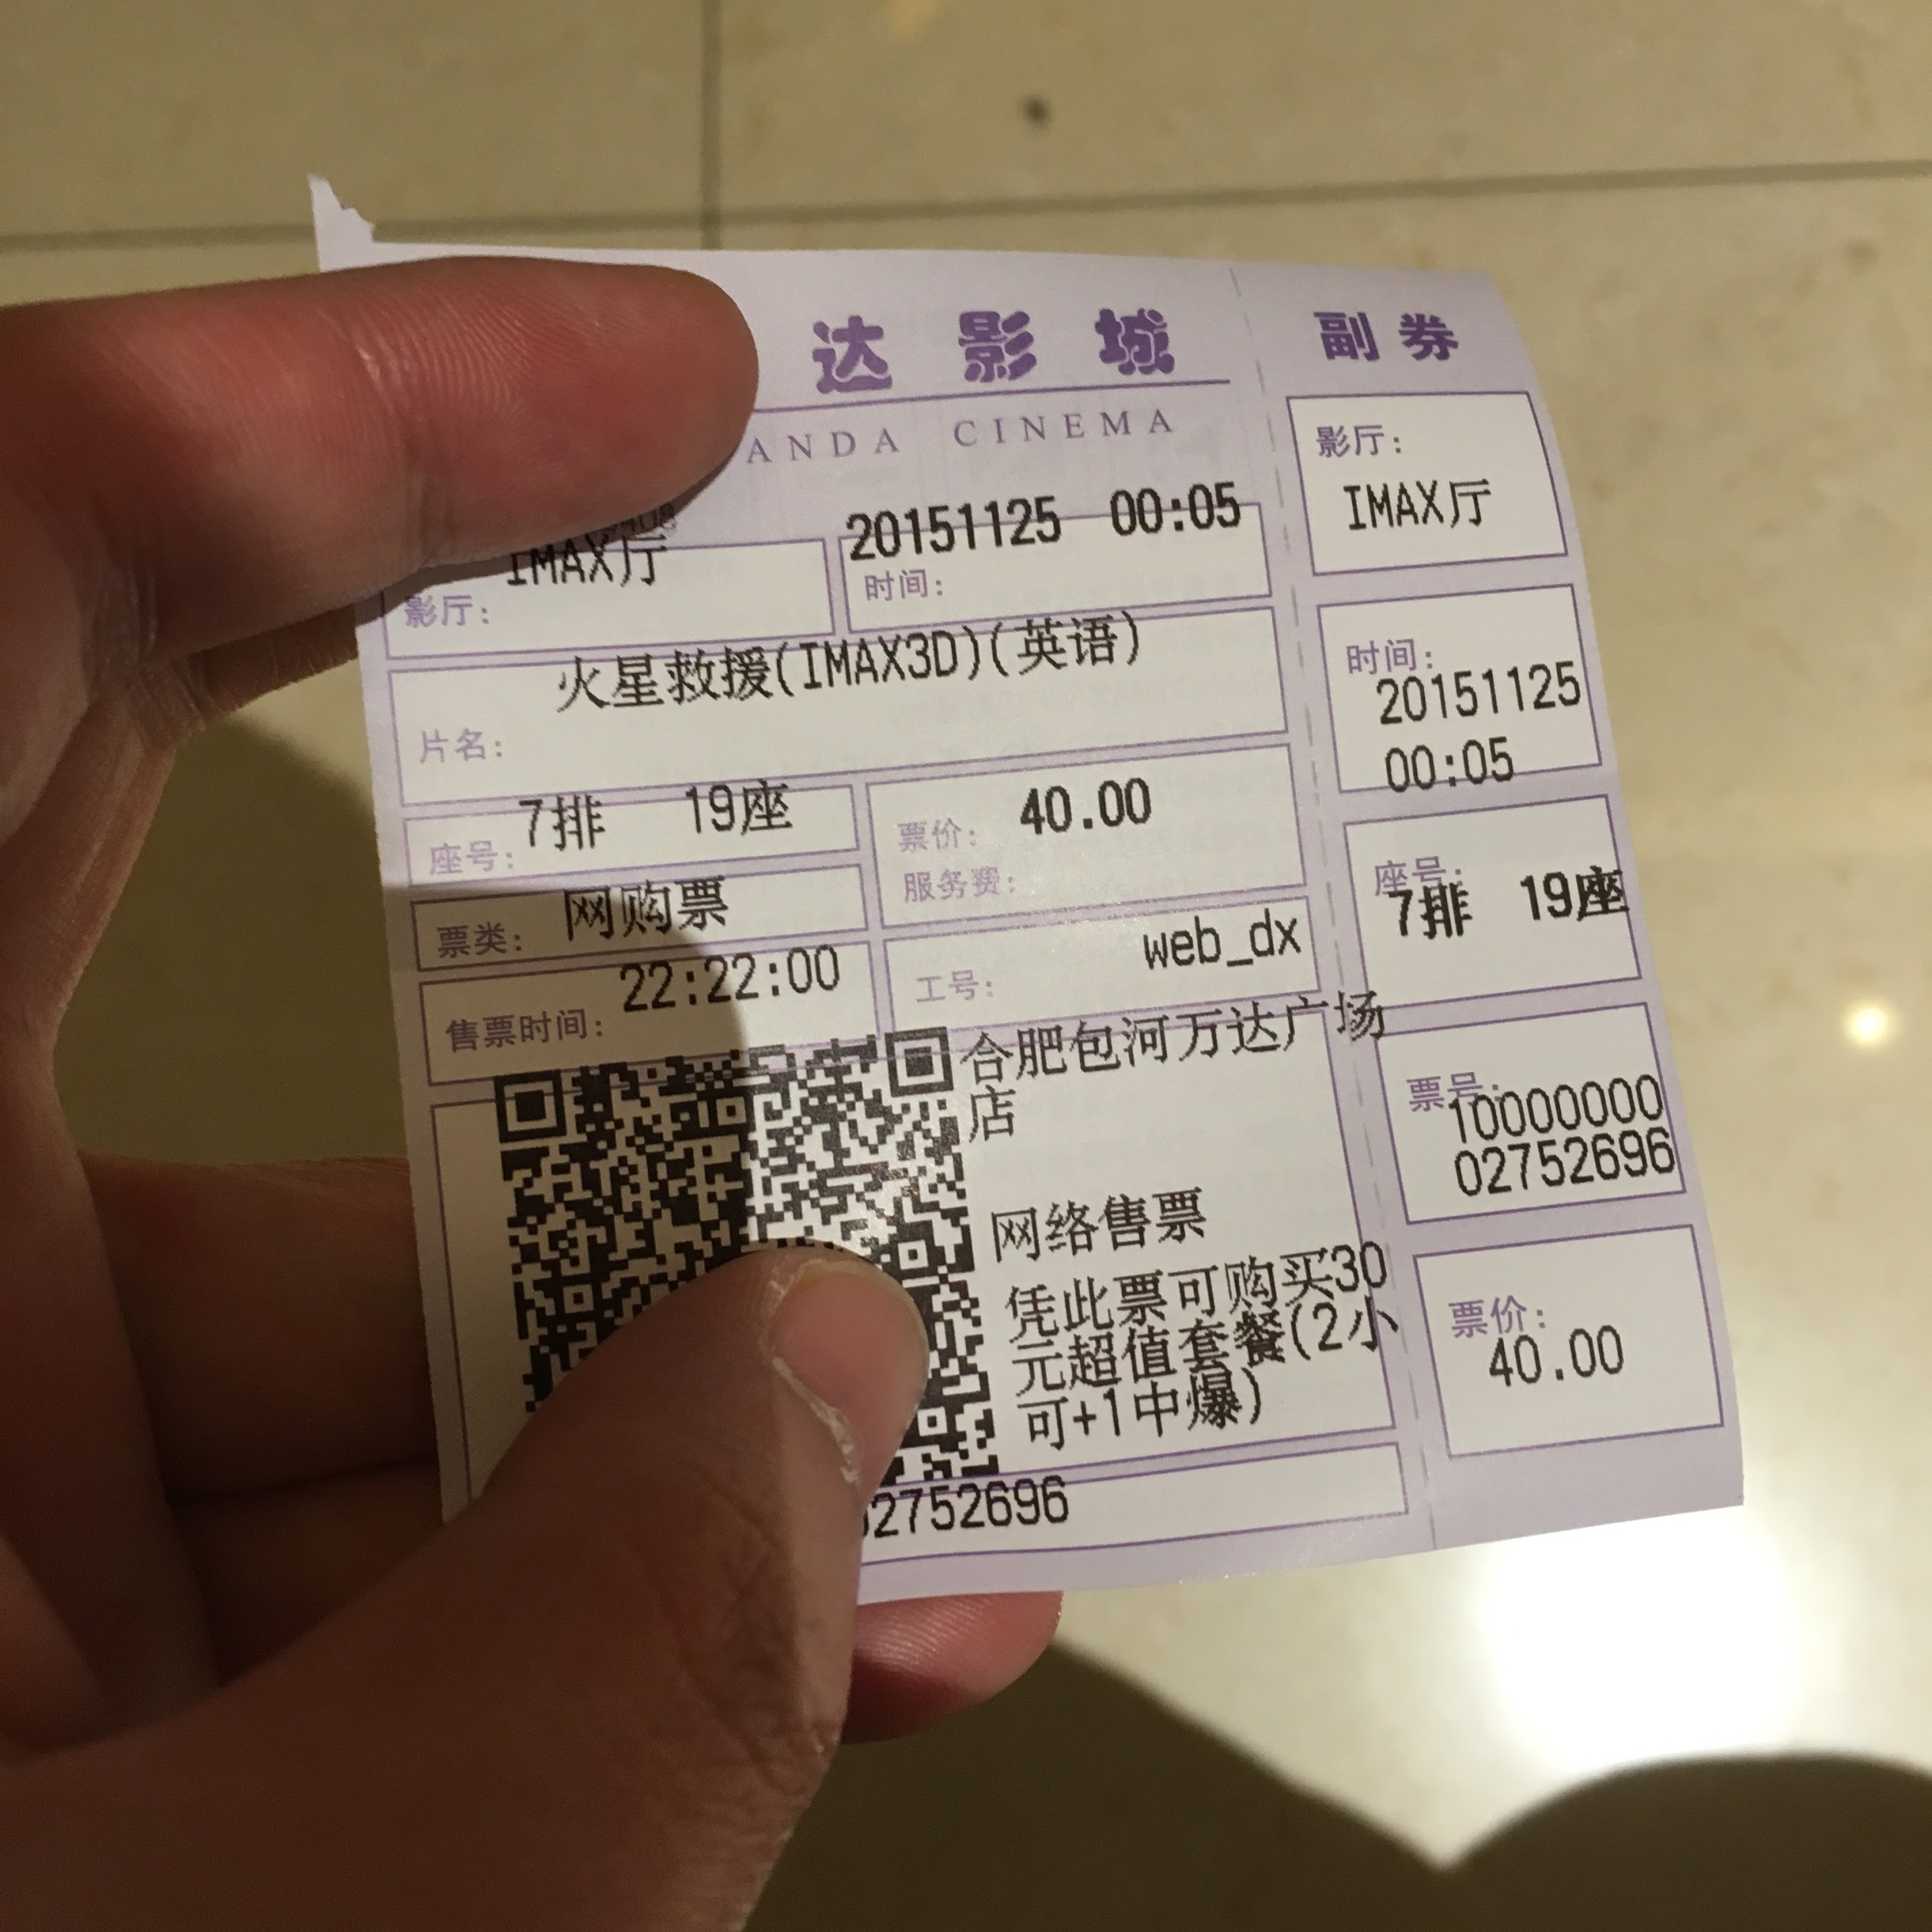 达影城
ANDA CINEMA
IMAX厅
影厅:
20151125 00:05
时间:
火星救援(IMAX3D)(英语)
片名:
7排 19座
座号:
票价: 40.00
服务费:
网购票
票类:
22:22:00
售票时间:
web_dx
工号:
合肥包河万达广场
店
网络售票
凭此票可购买30
元超值套餐(2小
可+1中爆)
2752696
副券
影厅:
IMAX厅
时间:
20151125
00:05
座号:
7排 19座
票号:
10000000
02752696
票价:
40.00